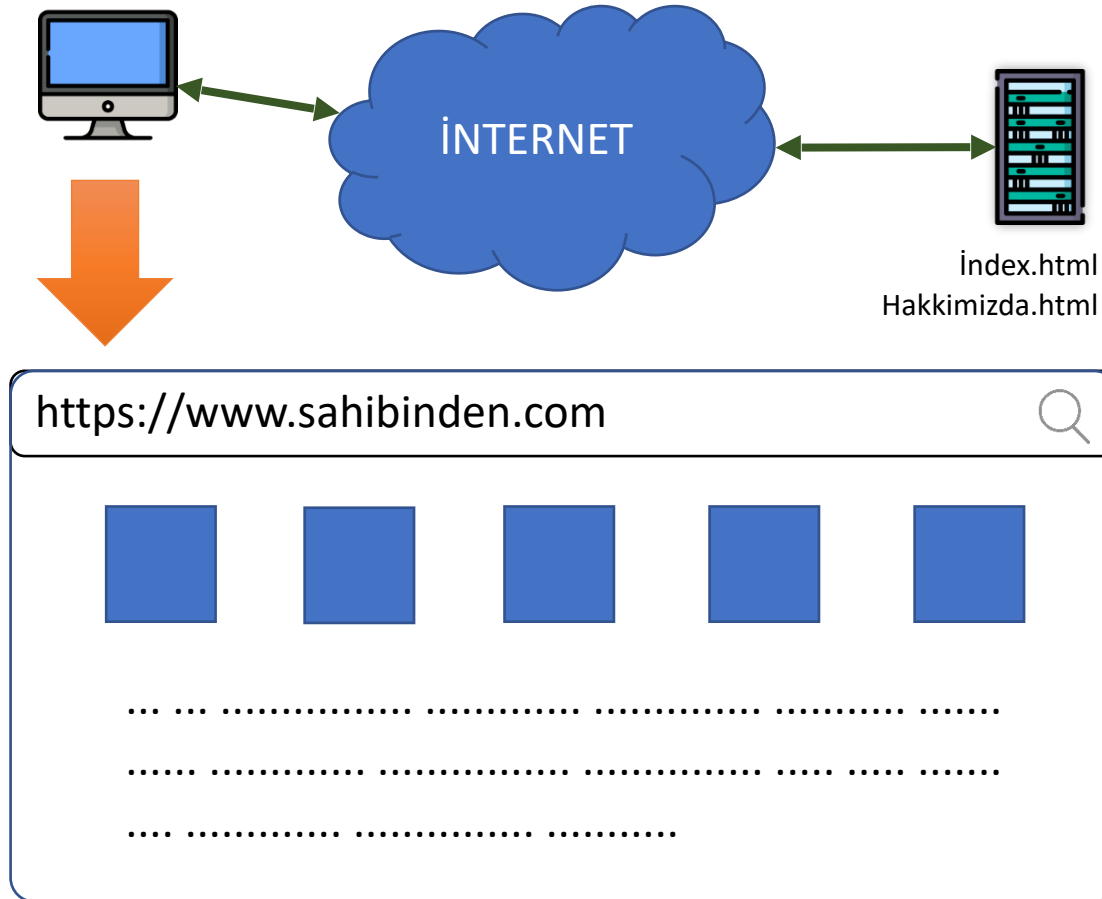 İNTERNET
İndex.html
Hakkimizda.html
https://www.sahibinden.com
... ... ................ ............. .............. ........... .......
...... ............. ................ ............... ..... ..... .......
.... ............. ............... ...........